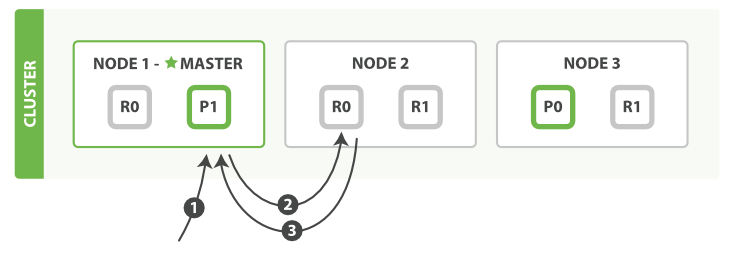 CLUSTER
NODE 1 - ★ MASTER
R0
P1
NODE 2
R0
R1
NODE 3
P0
R1
1
2
3